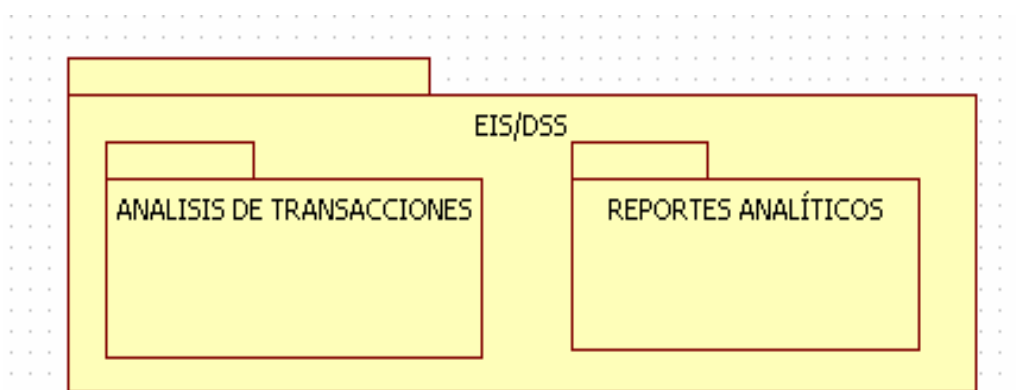 EIS/DSS
ANALISIS DE TRANSACCIONES
REPORTES ANALÍTICOS